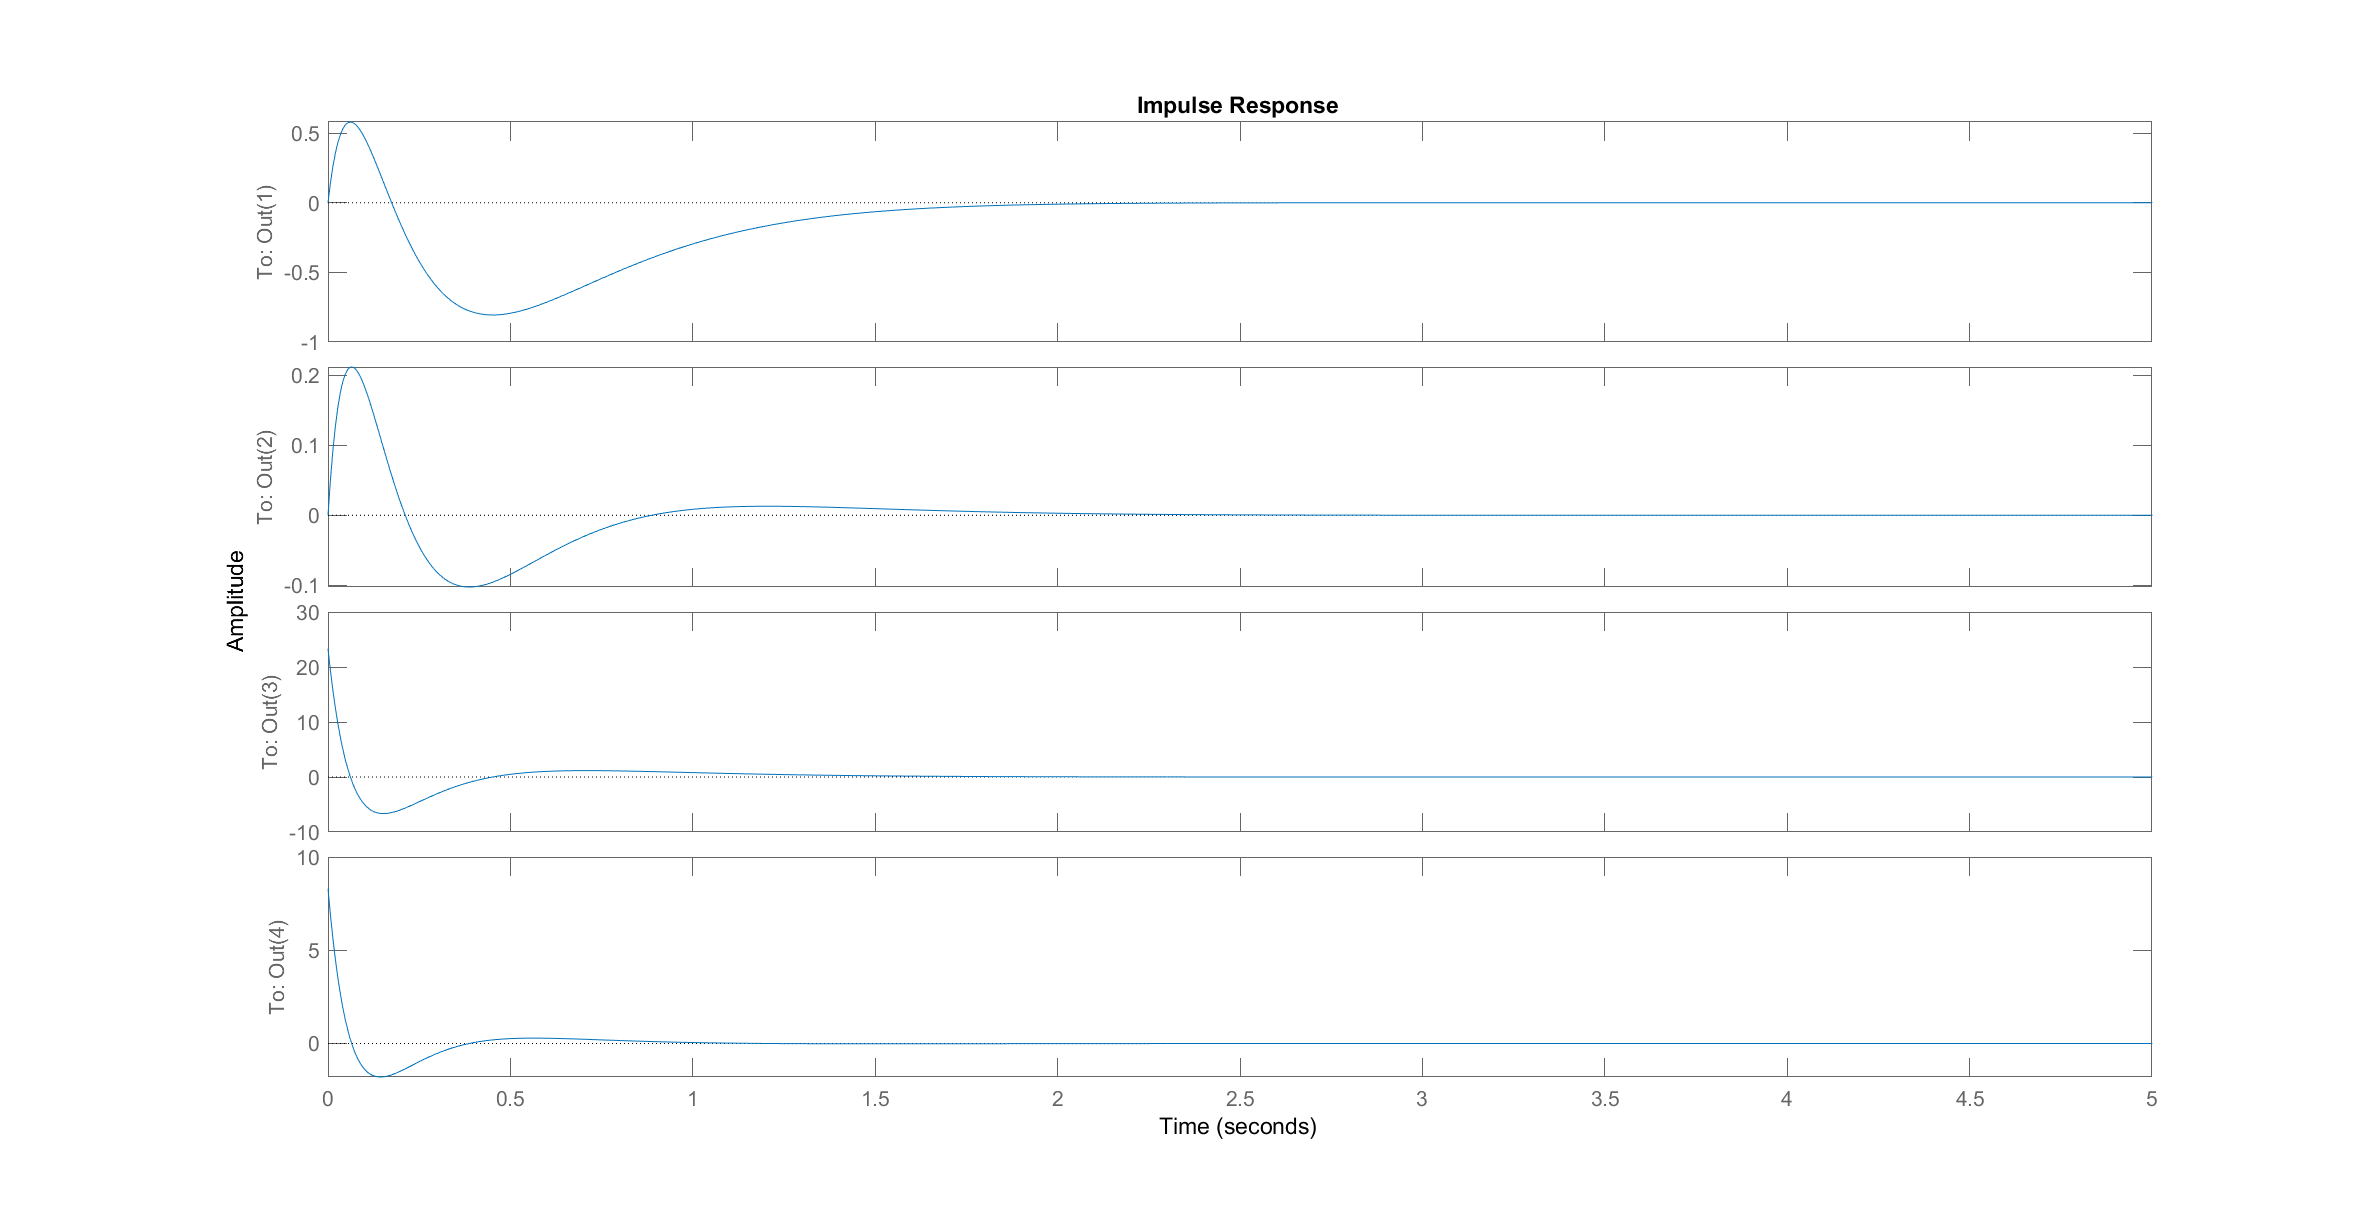 Impulse Response
Amplitude
To: Out(1)
0.5
0
-0.5
-1
To: Out(2)
0.2
0.1
0
-0.1
To: Out(3)
30
20
10
0
-10
To: Out(4)
10
5
0
0 0.5 1 1.5 2 2.5 3 3.5 4 4.5 5
Time (seconds)